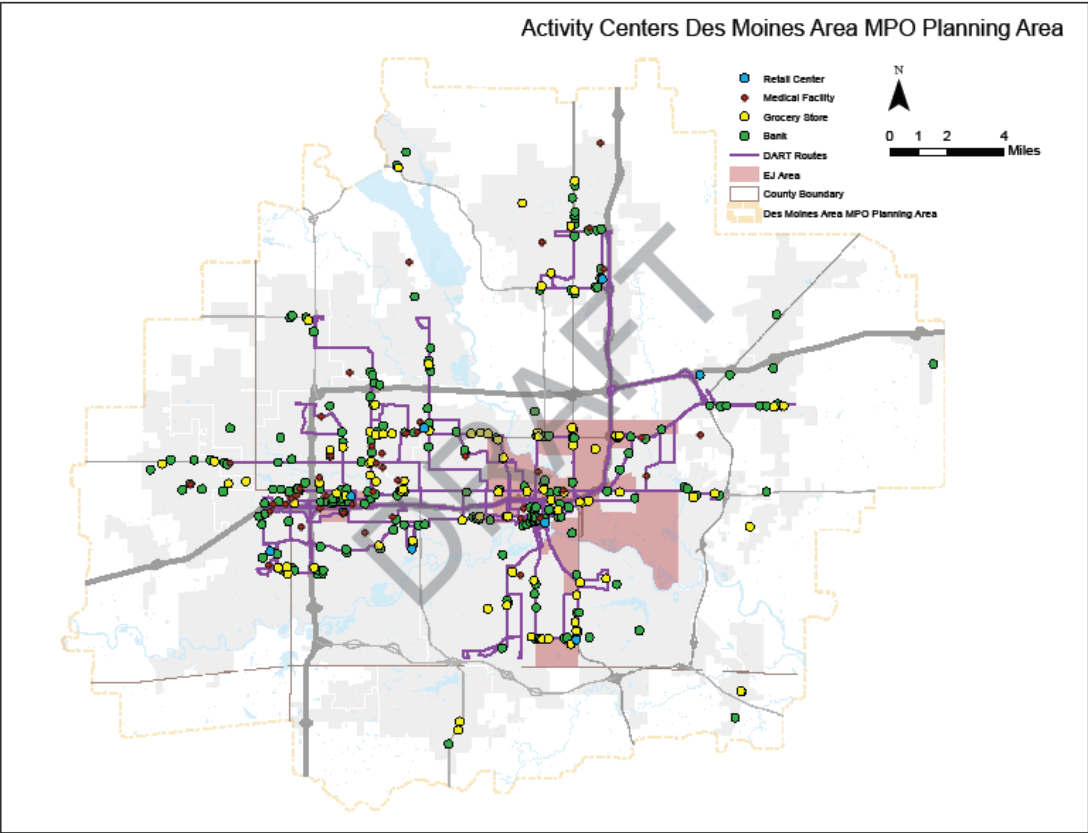 Activity Centers Des Moines Area MPO Planning Area
Retail Center
Medical Facility
Grocery Store
Bank
DART Routes
EJ Area
County Boundary
Des Moines Area MPO Planning Area
N
0 1 2 4
Miles
DRAFT